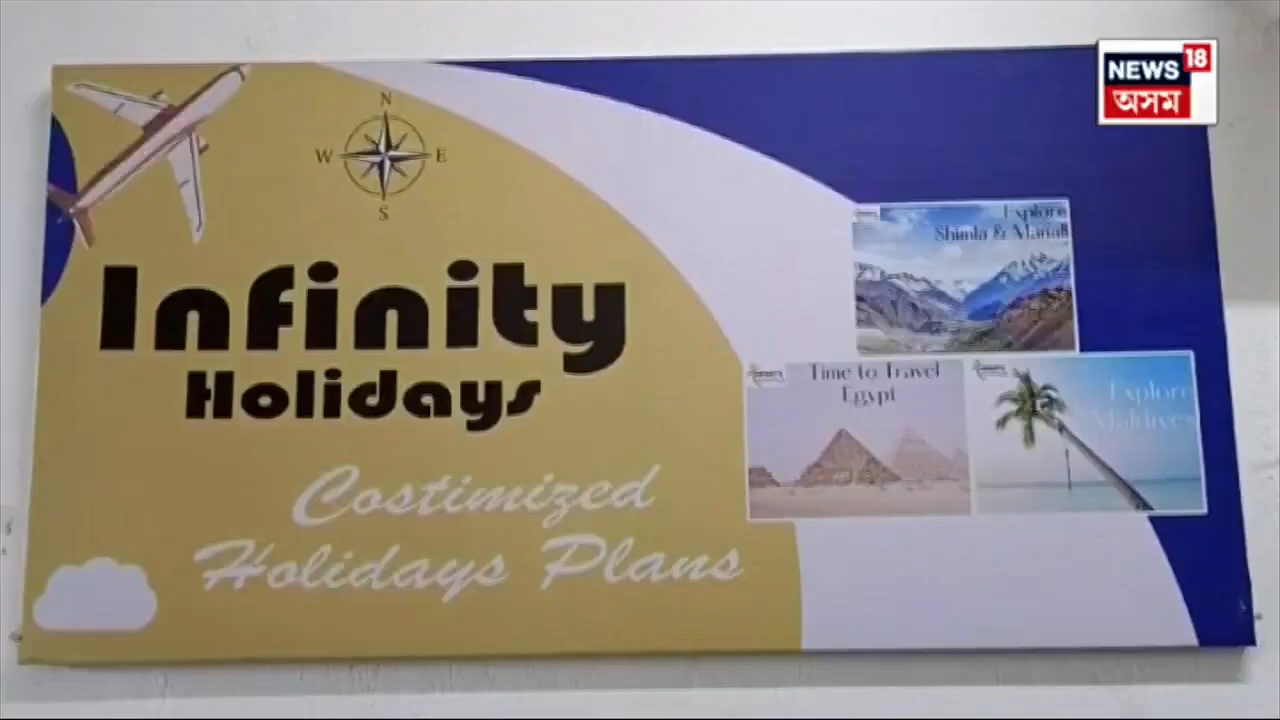 NEWS 18
অসম
N
W E
S
Infinity
Holidays
Costimized
Holidays Plans
Explore
Shimla & Manali
Time to Travel
Egypt
Explore
Maldives